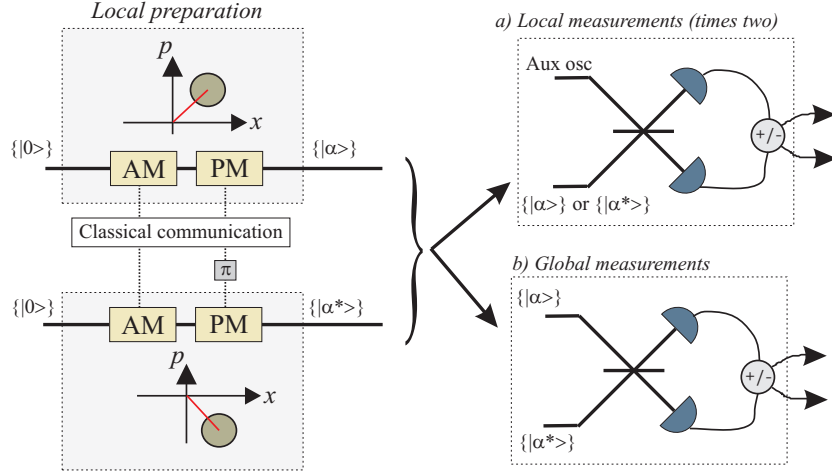 Local preparation
p
x
{|0>}
AM
PM
{|α>}
Classical communication
π
{|0>}
AM
PM
{|α*>}
p
x
a) Local measurements (times two)
Aux osc
+/-
{|α>} or {|α*>}
b) Global measurements
{|α>}
+/-
{|α*>}